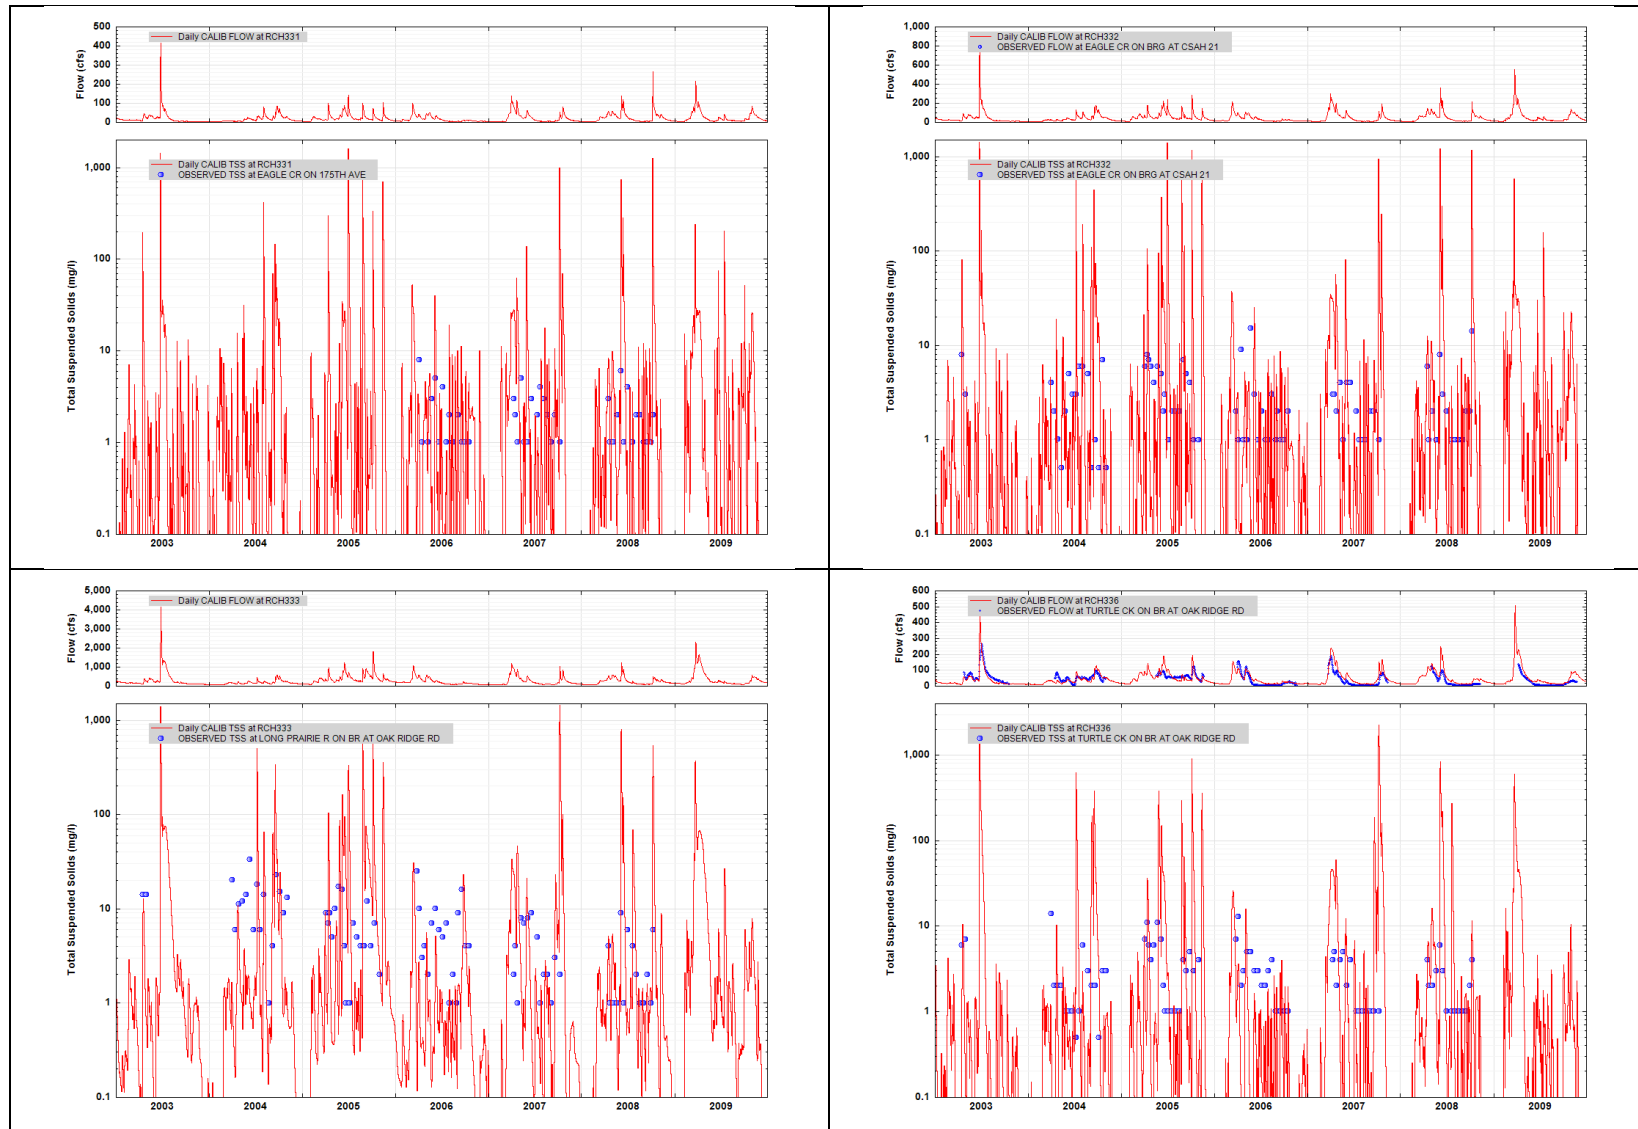 500
400
300
200
100
0
Flow (cfs)
Daily CALIB FLOW at RCH331
1,000
100
10
1
0.1
Total Suspended Solids (mg/l)
Daily CALIB TSS at RCH331
OBSERVED TSS at EAGLE CR ON 175TH AVE
2003 2004 2005 2006 2007 2008 2009
1,000
800
600
400
200
0
Flow (cfs)
Daily CALIB FLOW at RCH332
OBSERVED FLOW at EAGLE CR ON BRG AT CSAH 21
1,000
100
10
1
0.1
Total Suspended Solids (mg/l)
Daily CALIB TSS at RCH332
OBSERVED TSS at EAGLE CR ON BRG AT CSAH 21
2003 2004 2005 2006 2007 2008 2009
5,000
4,000
3,000
2,000
1,000
0
Flow (cfs)
Daily CALIB FLOW at RCH333
1,000
100
10
1
0.1
Total Suspended Solids (mg/l)
Daily CALIB TSS at RCH333
OBSERVED TSS at LONG PRAIRIE R ON BR AT OAK RIDGE RD
2003 2004 2005 2006 2007 2008 2009
600
500
400
300
200
100
0
Flow (cfs)
Daily CALIB FLOW at RCH336
OBSERVED FLOW at TURTLE CK ON BR AT OAK RIDGE RD
1,000
100
10
1
0.1
Total Suspended Solids (mg/l)
Daily CALIB TSS at RCH336
OBSERVED TSS at TURTLE CK ON BR AT OAK RIDGE RD
2003 2004 2005 2006 2007 2008 2009